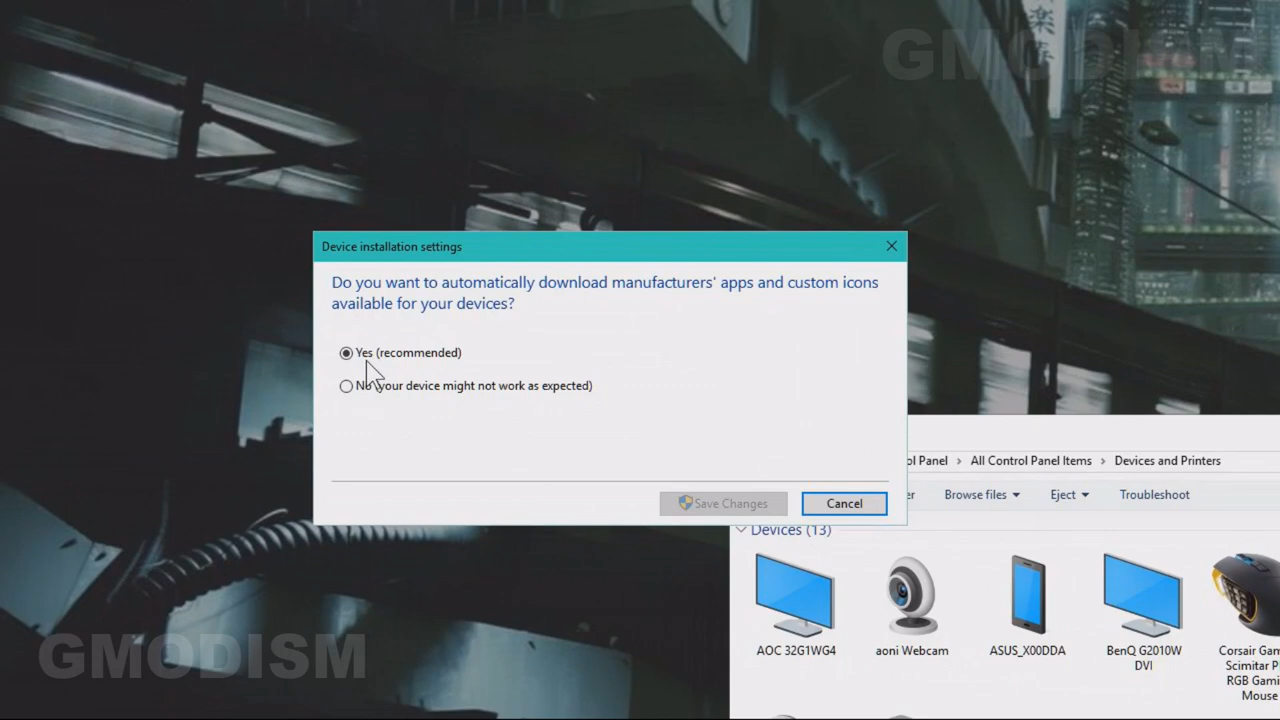 GMODISM
楽
Device installation settings
Do you want to automatically download manufacturers' apps and custom icons
available for your devices?
Yes (recommended)
No (your device might not work as expected)
Save Changes
Cancel
ol Panel > All Control Panel Items > Devices and Printers
er Browse files Eject Troubleshoot
Devices (13)
AOC 32G1WG4
aoni Webcam
ASUS_X00DDA
BenQ G2010W
DVI
Corsair Gam
Scimitar P
RGB Gami
Mouse
GMODISM